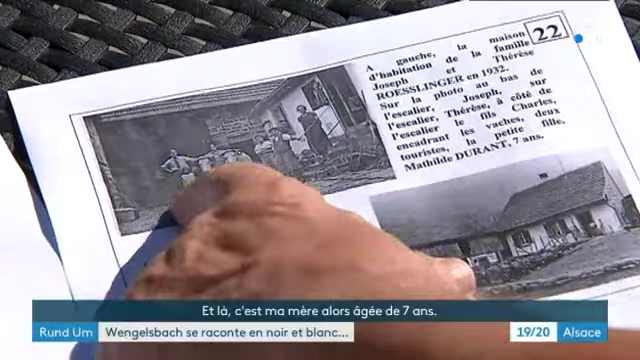 22
A gauche, la maison
d'habitation de la famille
Joseph et Thérèse
ROESSLINGER en 1932.
Sur la photo au bas de
l'escalier, Joseph, sur
l'escalier, Thérèse, à côté de
l'escalier le fils Charles,
encadrant les vaches, deux
touristes, la petite fille,
Mathilde DURANT, 7 ans.
Et là, c'est ma mère alors âgée de 7 ans.
Rund Um Wengelsbach se raconte en noir et blanc... 19/20 Alsace